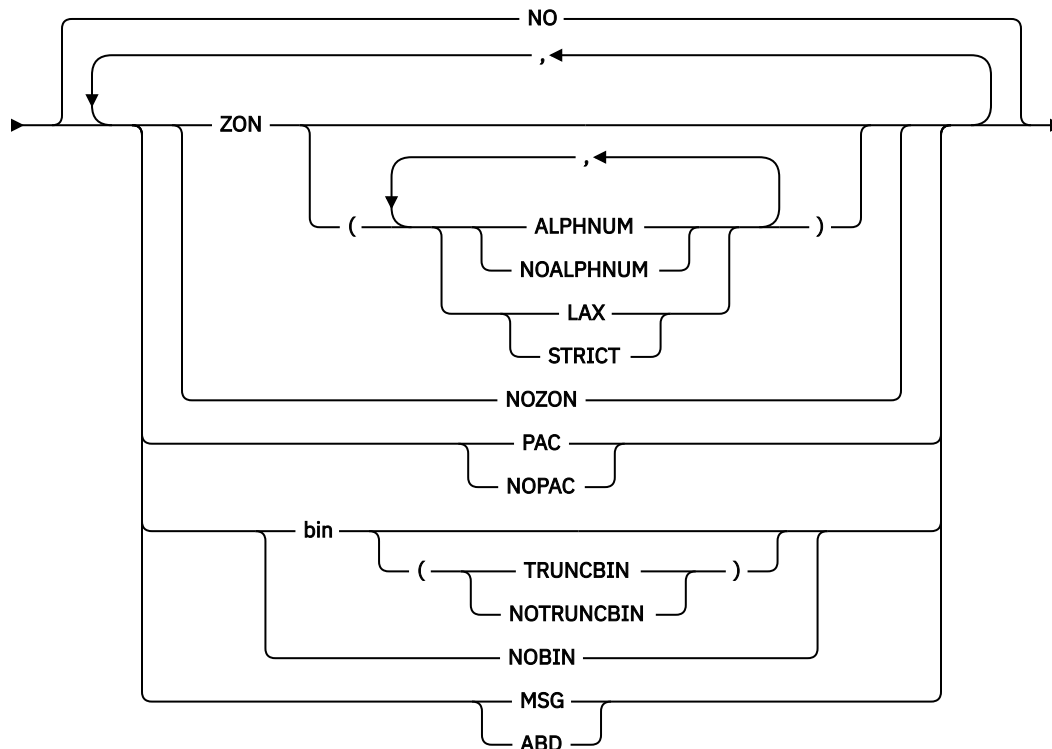 NO
,
ZON
,
( ALPHNUM )
NOALPHNUM
LAX
STRICT
NOZON
PAC
NOPAC
bin
( TRUNCBIN )
NOTRUNCBIN
NOBIN
MSG
ABD